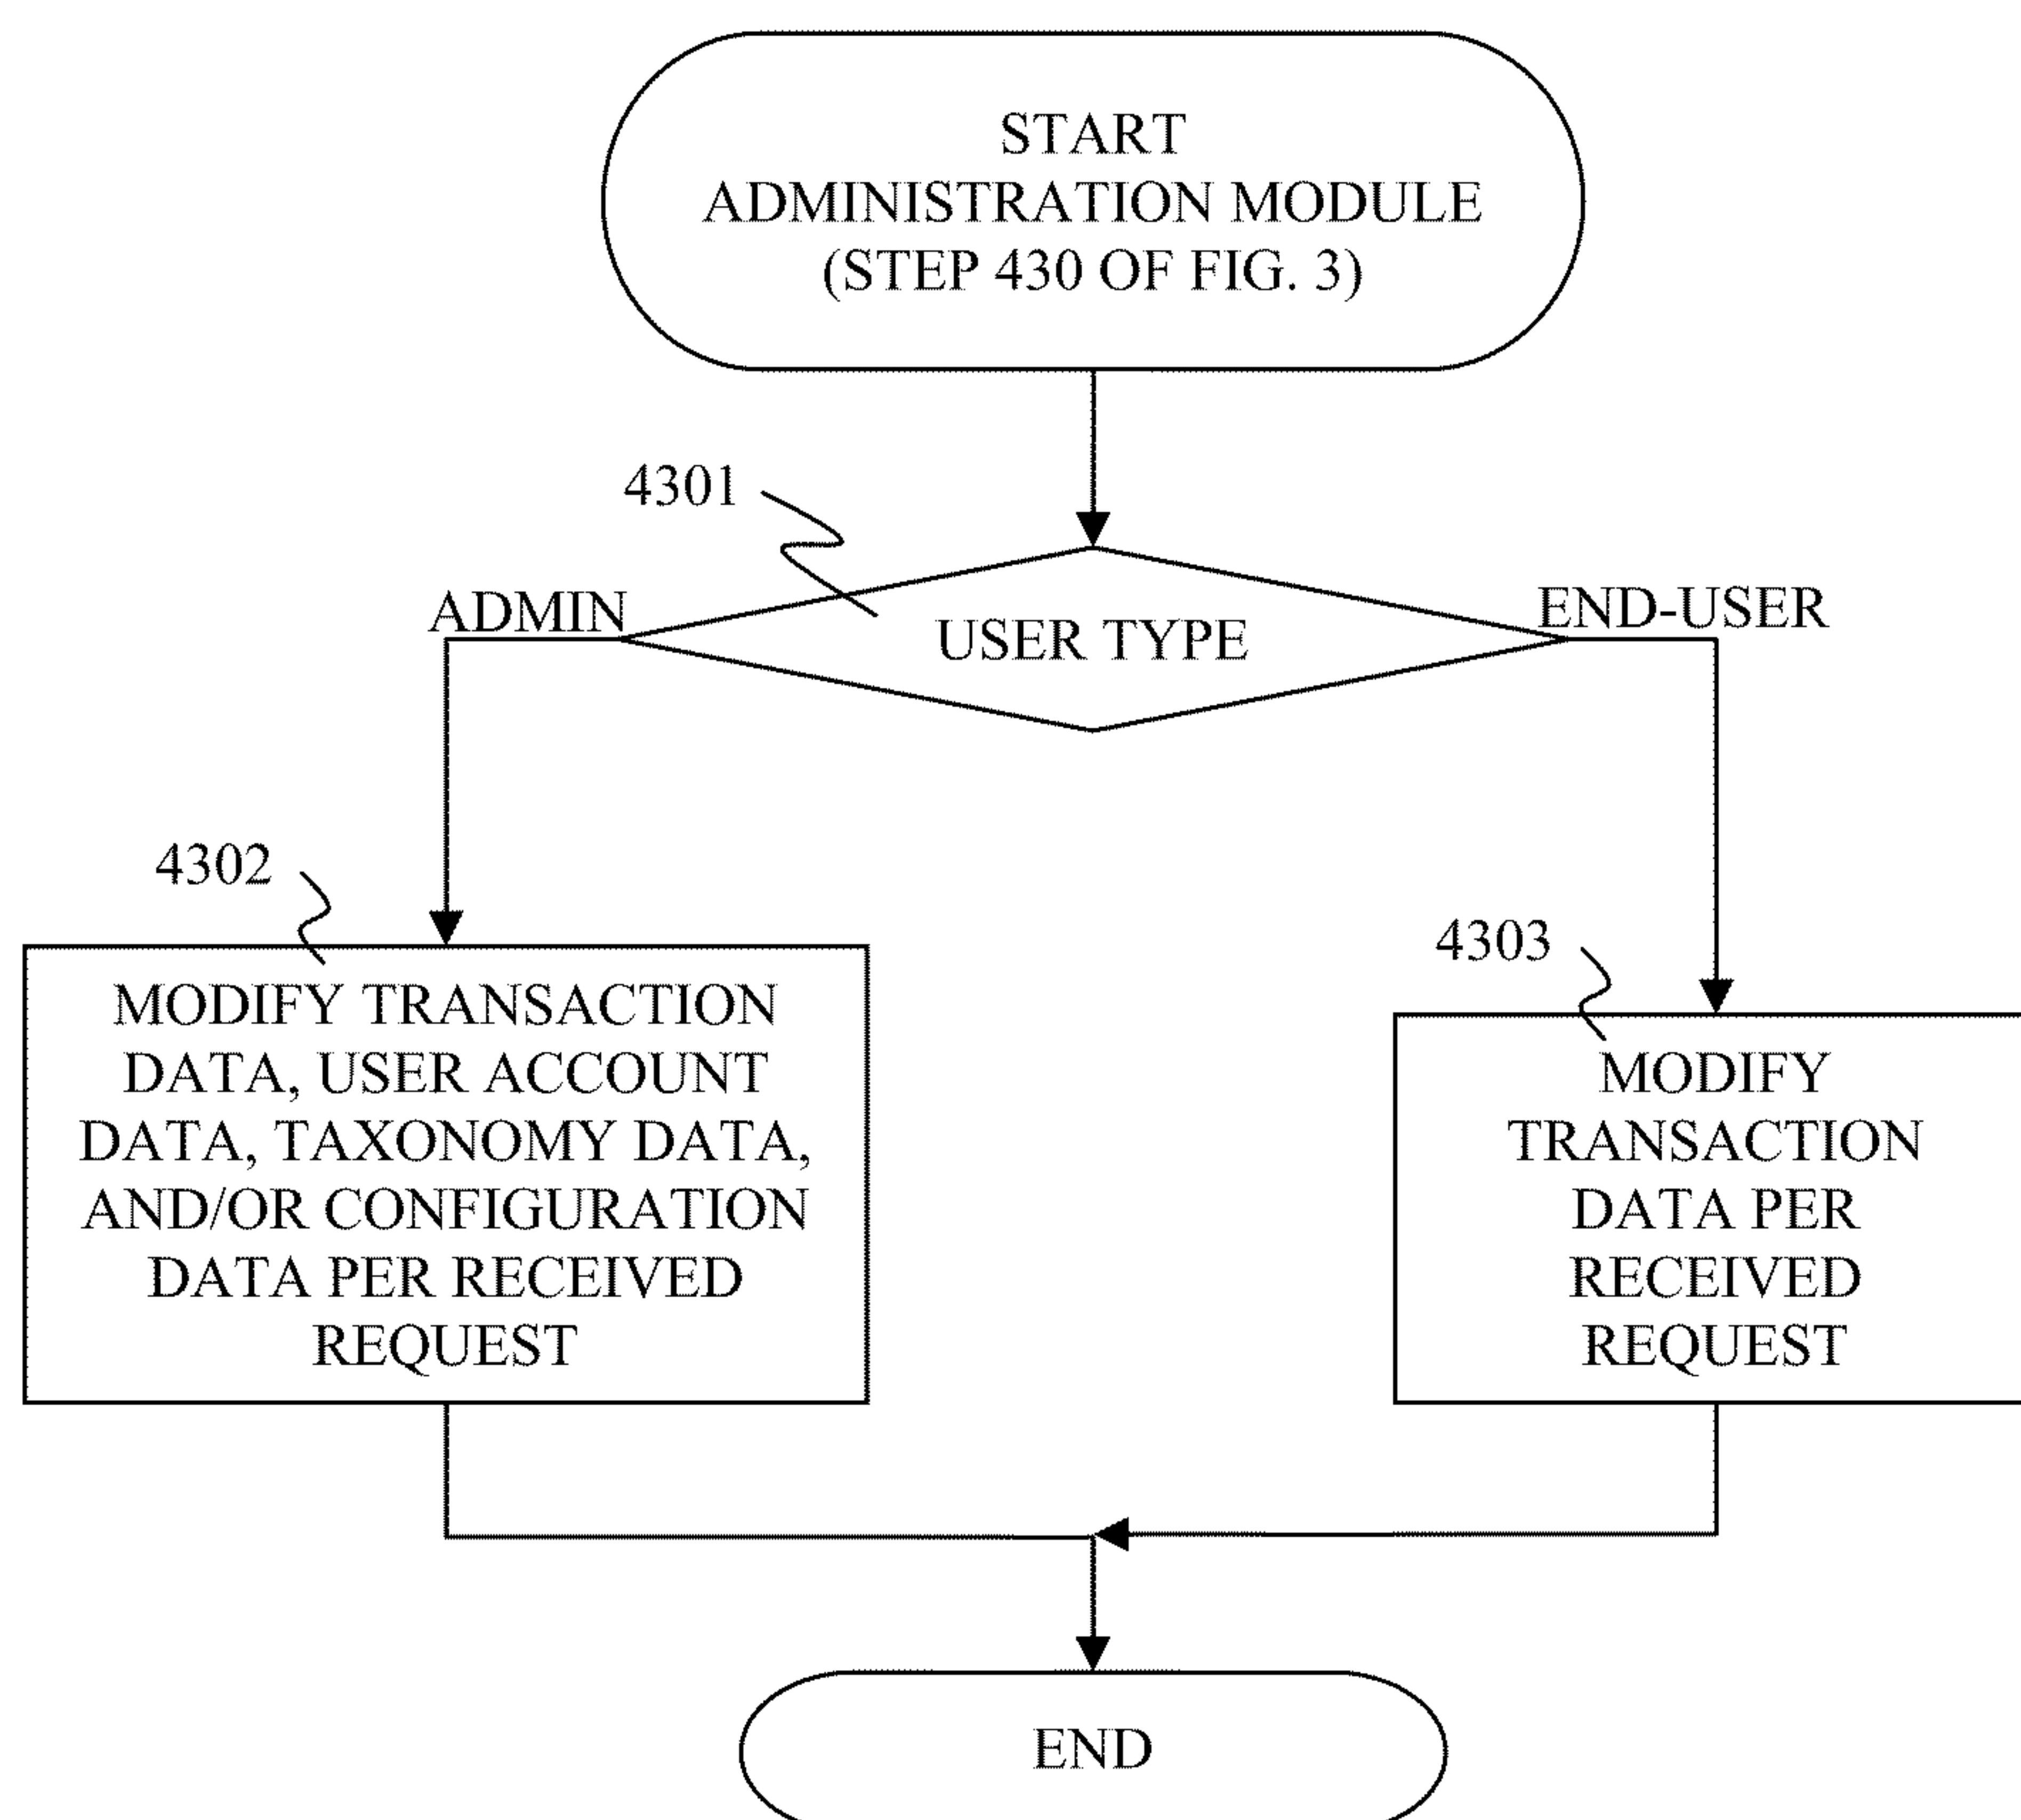 START
ADMINISTRATION MODULE
(STEP 430 OF FIG. 3)
4301
ADMIN
END-USER
USER TYPE
4302
MODIFY TRANSACTION
DATA, USER ACCOUNT
DATA, TAXONOMY DATA,
AND/OR CONFIGURATION
DATA PER RECEIVED
REQUEST
4303
MODIFY
TRANSACTION
DATA PER
RECEIVED
REQUEST
END